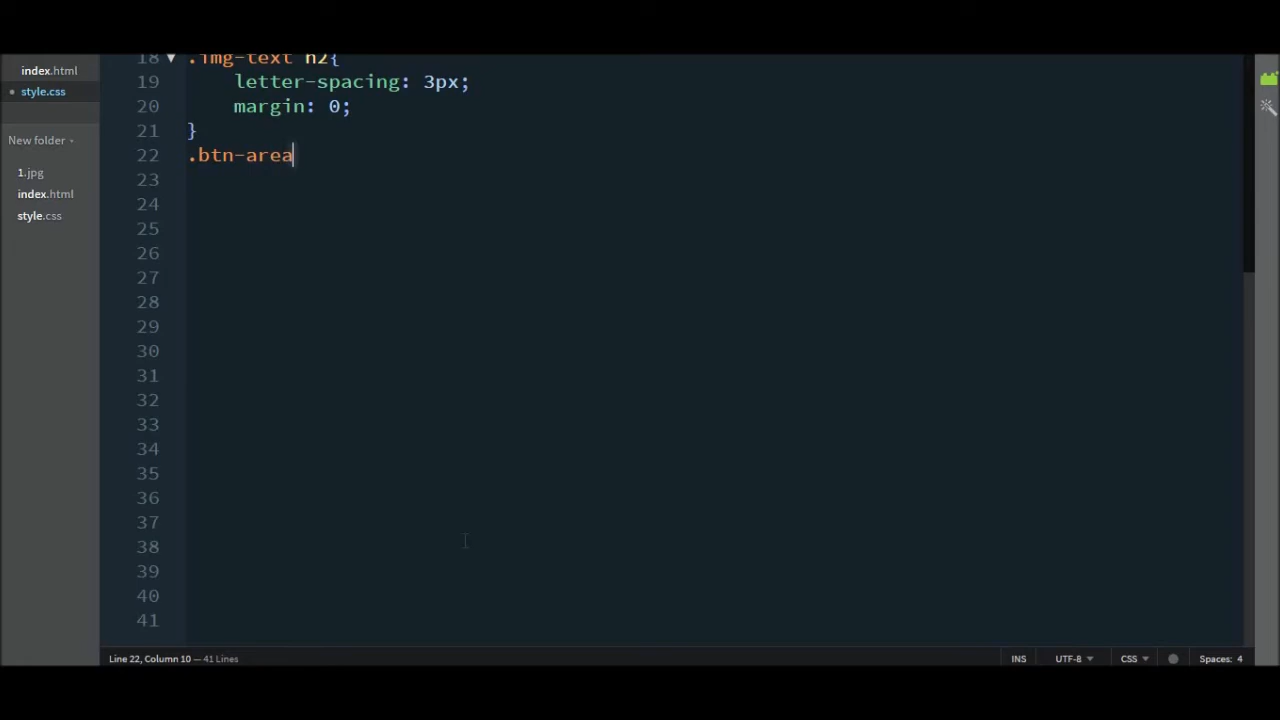 index.html
style.css
New folder
1.jpg
index.html
style.css
18 .img-text h2{
19 letter-spacing: 3px;
20 margin: 0;
21 }
22 .btn-area
23
24
25
26
27
28
29
30
31
32
33
34
35
36
37
38
39
40
41
Line 22, Column 10 — 41 Lines
INS UTF-8 CSS Spaces: 4